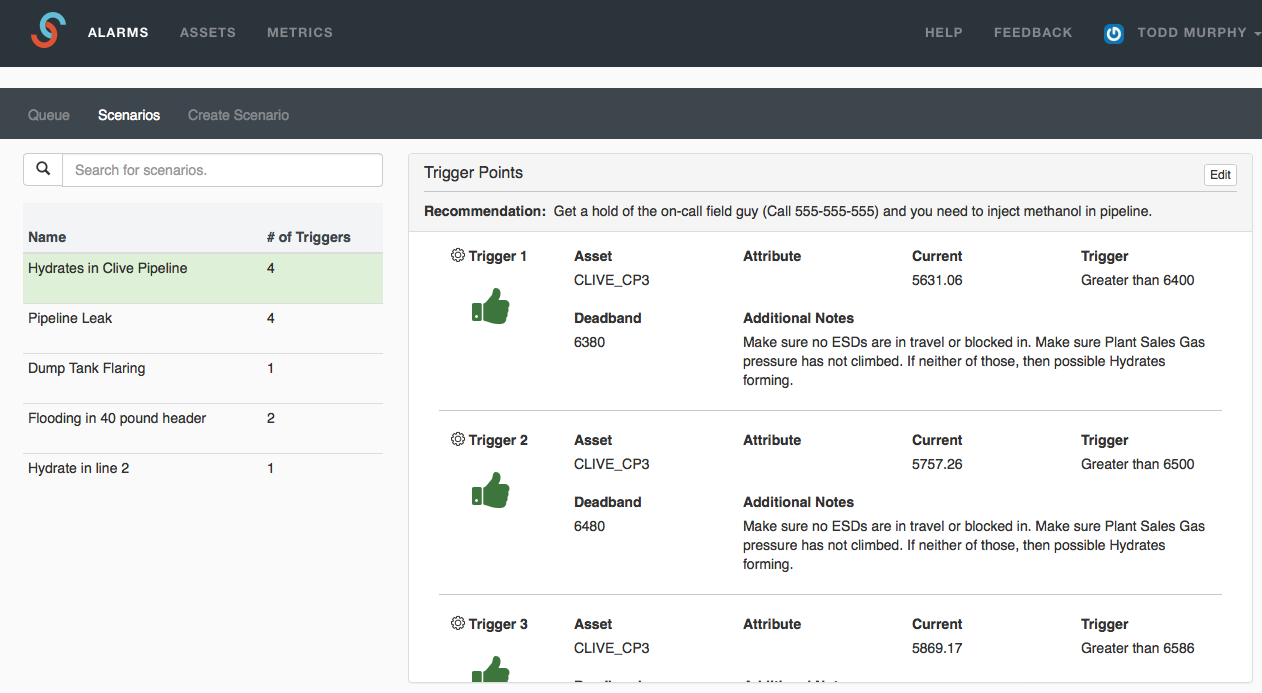 ALARMS ASSETS METRICS HELP FEEDBACK TODD MURPHY
Queue Scenarios Create Scenario
Search for scenarios.
Name # of Triggers
Hydrates in Clive Pipeline 4
Pipeline Leak 4
Dump Tank Flaring 1
Flooding in 40 pound header 2
Hydrate in line 2 1
Trigger Points Edit
Recommendation: Get a hold of the on-call field guy (Call 555-555-555) and you need to inject methanol in pipeline.
Trigger 1 Asset Attribute Current Trigger
CLIVE_CP3 5631.06 Greater than 6400
Deadband Additional Notes
6380 Make sure no ESDs are in travel or blocked in. Make sure Plant Sales Gas
pressure has not climbed. If neither of those, then possible Hydrates
forming.
Trigger 2 Asset Attribute Current Trigger
CLIVE_CP3 5757.26 Greater than 6500
Deadband Additional Notes
6480 Make sure no ESDs are in travel or blocked in. Make sure Plant Sales Gas
pressure has not climbed. If neither of those, then possible Hydrates
forming.
Trigger 3 Asset Attribute Current Trigger
CLIVE_CP3 5869.17 Greater than 6586